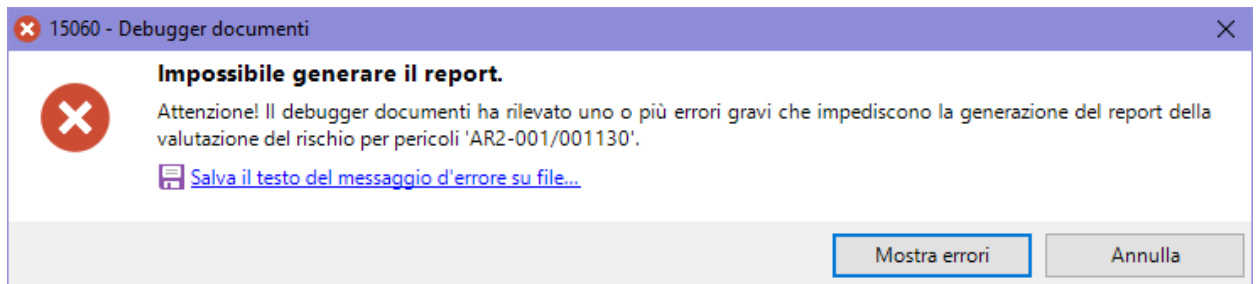 15060 - Debugger documenti
Impossibile generare il report.
Attenzione! Il debugger documenti ha rilevato uno o più errori gravi che impediscono la generazione del report della
valutazione del rischio per pericoli 'AR2-001/001130'.
Salva il testo del messaggio d'errore su file...
Mostra errori
Annulla